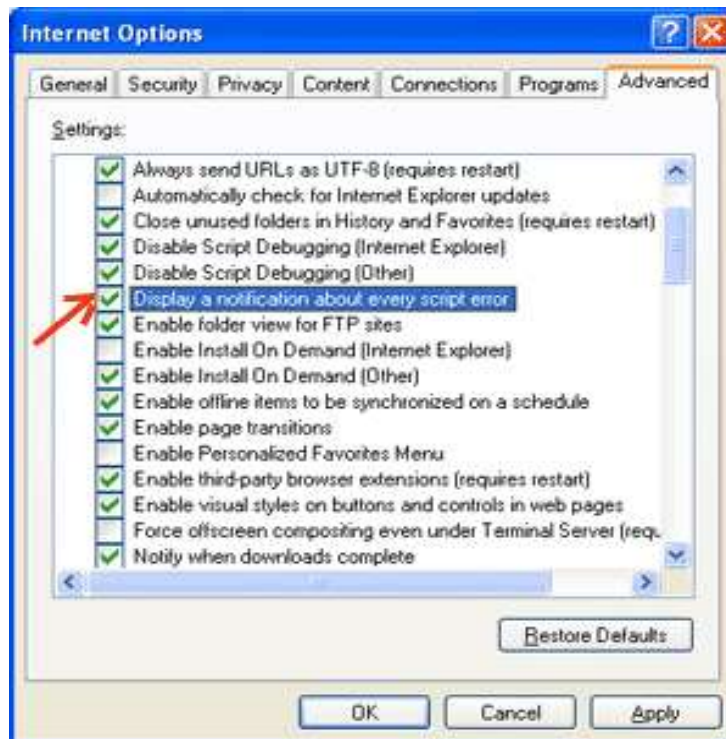 Internet Options
General Security Privacy Content Connections Programs Advanced
Settings:
Always send URLs as UTF-8 (requires restart)
Automatically check for Internet Explorer updates
Close unused folders in History and Favorites (requires restart)
Disable Script Debugging (Internet Explorer)
Disable Script Debugging (Other)
Display a notification about every script error
Enable folder view for FTP sites
Enable Install On Demand (Internet Explorer)
Enable Install On Demand (Other)
Enable offline items to be synchronized on a schedule
Enable page transitions
Enable Personalized Favorites Menu
Enable third-party browser extensions (requires restart)
Enable visual styles on buttons and controls in web pages
Force offscreen compositing even under Terminal Server (requ
Notify when downloads complete
Restore Defaults
OK Cancel Apply